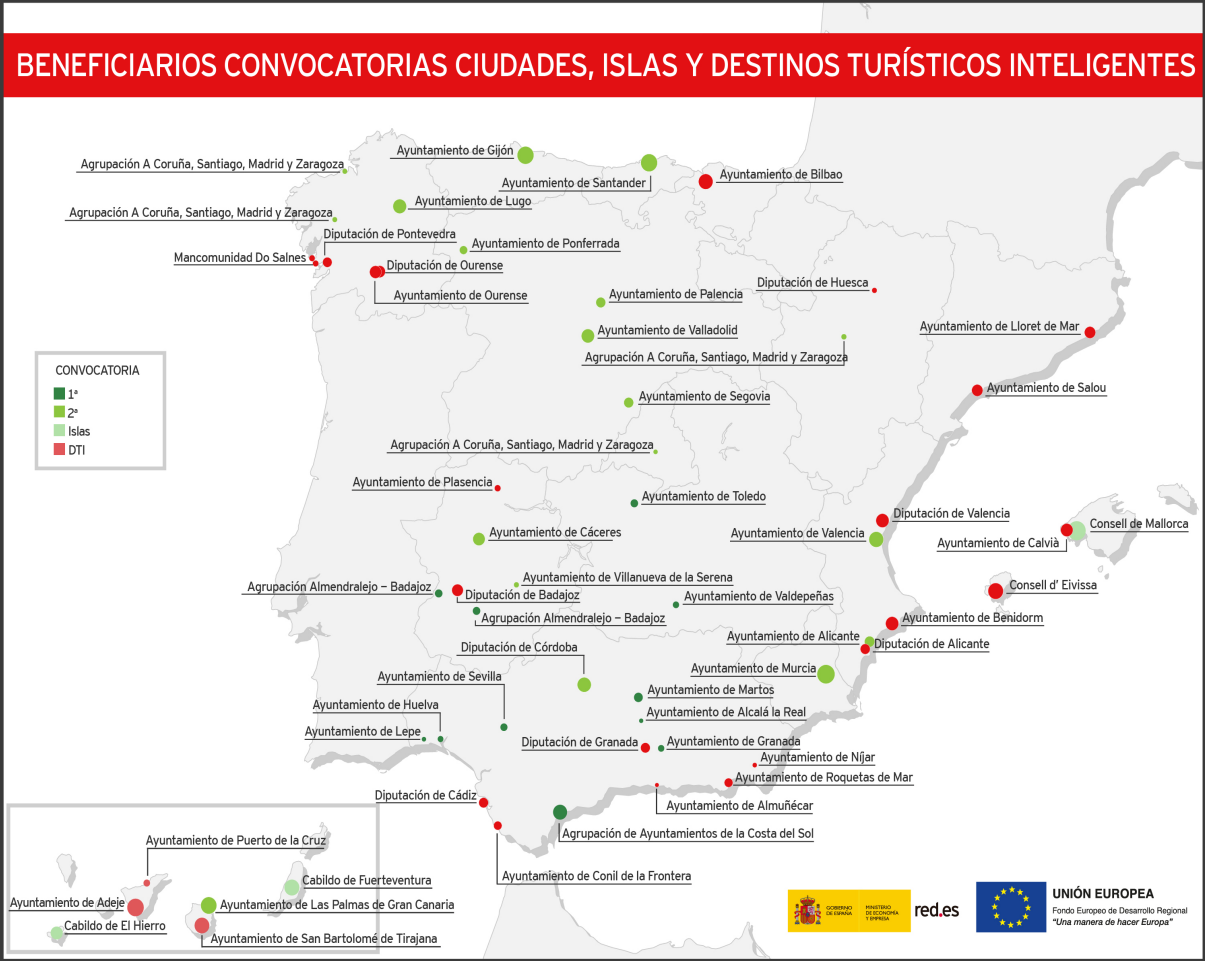 BENEFICIARIOS CONVOCATORIAS CIUDADES, ISLAS Y DESTINOS TURÍSTICOS INTELIGENTES
Ayuntamiento de Gijón
Agrupación A Coruña, Santiago, Madrid y Zaragoza
Ayuntamiento de Santander
Ayuntamiento de Bilbao
Ayuntamiento de Lugo
Agrupación A Coruña, Santiago, Madrid y Zaragoza
Diputación de Pontevedra
Ayuntamiento de Ponferrada
Mancomunidad Do Salnes
Diputación de Ourense
Ayuntamiento de Ourense
Diputación de Huesca
Ayuntamiento de Palencia
Ayuntamiento de Valladolid
Ayuntamiento de Lloret de Mar
Agrupación A Coruña, Santiago, Madrid y Zaragoza
CONVOCATORIA
1ª
2ª
Islas
DTI
Ayuntamiento de Salou
Ayuntamiento de Segovia
Agrupación A Coruña, Santiago, Madrid y Zaragoza
Ayuntamiento de Plasencia
Ayuntamiento de Toledo
Diputación de Valencia
Consell de Mallorca
Ayuntamiento de Cáceres
Ayuntamiento de Valencia
Ayuntamiento de Calvià
Ayuntamiento de Villanueva de la Serena
Agrupación Almendralejo – Badajoz
Consell d' Eivissa
Diputación de Badajoz
Ayuntamiento de Valdepeñas
Agrupación Almendralejo – Badajoz
Ayuntamiento de Benidorm
Ayuntamiento de Alicante
Diputación de Alicante
Diputación de Córdoba
Ayuntamiento de Murcia
Ayuntamiento de Sevilla
Ayuntamiento de Martos
Ayuntamiento de Huelva
Ayuntamiento de Alcalá la Real
Ayuntamiento de Lepe
Diputación de Granada
Ayuntamiento de Granada
Ayuntamiento de Níjar
Ayuntamiento de Roquetas de Mar
Diputación de Cádiz
Ayuntamiento de Almuñécar
Agrupación de Ayuntamientos de la Costa del Sol
Ayuntamiento de Puerto de la Cruz
Ayuntamiento de Conil de la Frontera
Cabildo de Fuerteventura
Ayuntamiento de Adeje
Ayuntamiento de Las Palmas de Gran Canaria
Cabildo de El Hierro
Ayuntamiento de San Bartolomé de Tirajana
GOBIERNO
DE ESPAÑA
MINISTERIO
DE ECONOMÍA
Y EMPRESA
red.es
UNIÓN EUROPEA
Fondo Europeo de Desarrollo Regional
"Una manera de hacer Europa"